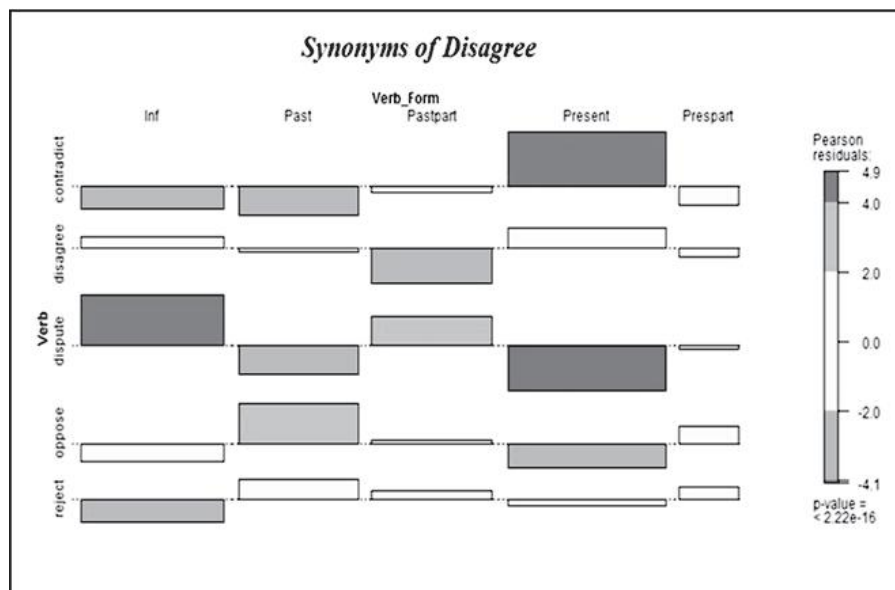 Synonyms of Disagree
Verb_Form
Inf Past Pastpart Present Prespart
Verb
contradict
disagree
dispute
oppose
reject
Pearson
residuals:
4.9
4.0
2.0
0.0
-2.0
-4.1
p-value =
< 2.22e-16